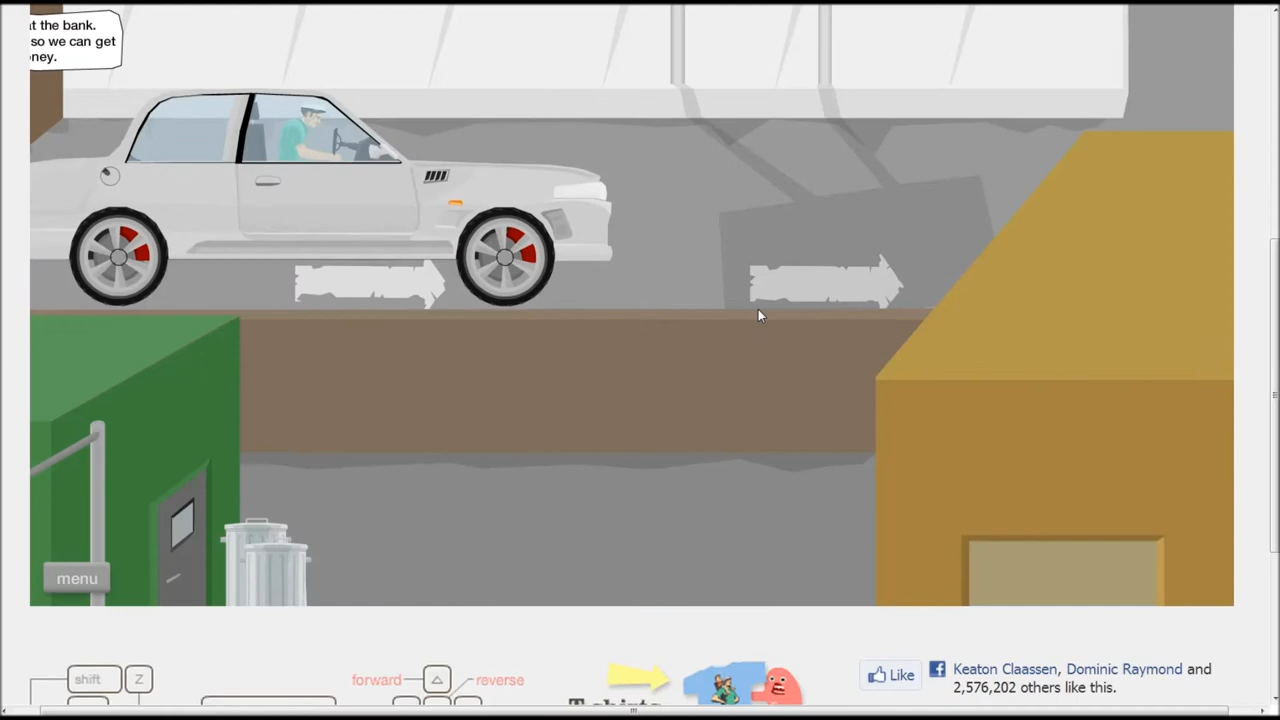 at the bank.
so we can get
ney.
menu
shift
Z
forward
reverse
Like
Keaton Claassen, Dominic Raymond and
2,576,202 others like this.